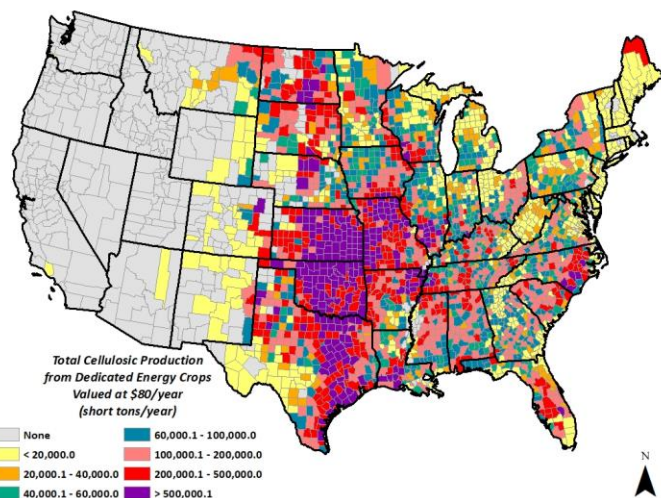 Total Cellulosic Production
from Dedicated Energy Crops
Valued at $80/year
(short tons/year)
None
< 20,000.0
20,000.1 - 40,000.0
40,000.1 - 60,000.0
60,000.1 - 100,000.0
100,000.1 - 200,000.0
200,000.1 - 500,000.0
> 500,000.1
N